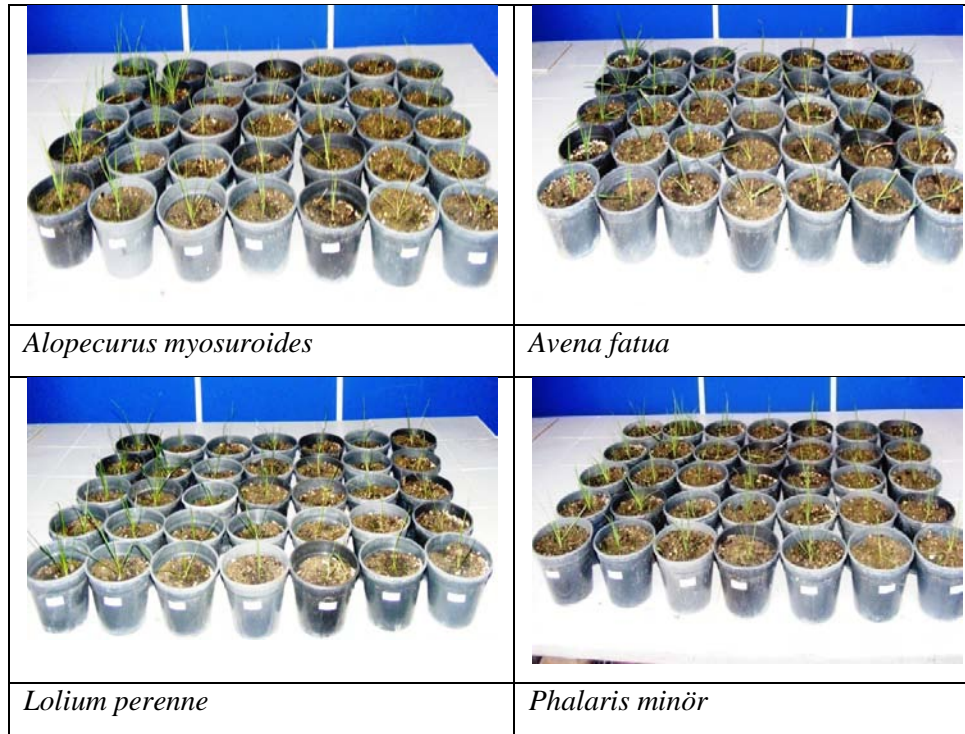 Alopecurus myosuroides
Avena fatua
Lolium perenne
Phalaris minör